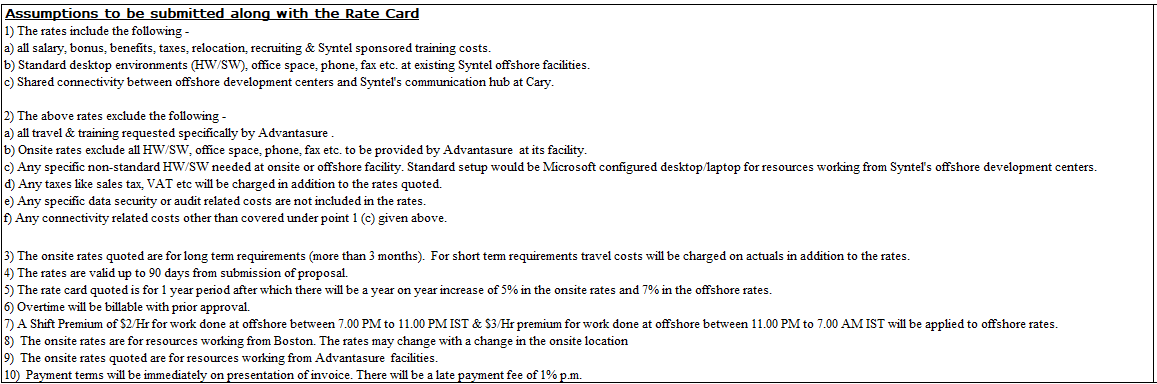 Assumptions to be submitted along with the Rate Card
1) The rates include the following -
a) all salary, bonus, benefits, taxes, relocation, recruiting & Syntel sponsored training costs.
b) Standard desktop environments (HW/SW), office space, phone, fax etc. at existing Syntel offshore facilities.
c) Shared connectivity between offshore development centers and Syntel's communication hub at Cary.
2) The above rates exclude the following -
a) all travel & training requested specifically by Advantasure .
b) Onsite rates exclude all HW/SW, office space, phone, fax etc. to be provided by Advantasure at its facility.
c) Any specific non-standard HW/SW needed at onsite or offshore facility. Standard setup would be Microsoft configured desktop/laptop for resources working from Syntel's offshore development centers.
d) Any taxes like sales tax, VAT etc will be charged in addition to the rates quoted.
e) Any specific data security or audit related costs are not included in the rates.
f) Any connectivity related costs other than covered under point 1 (c) given above.
3) The onsite rates quoted are for long term requirements (more than 3 months). For short term requirements travel costs will be charged on actuals in addition to the rates.
4) The rates are valid up to 90 days from submission of proposal.
5) The rate card quoted is for 1 year period after which there will be a year on year increase of 5% in the onsite rates and 7% in the offshore rates.
6) Overtime will be billable with prior approval.
7) A Shift Premium of $2/Hr for work done at offshore between 7.00 PM to 11.00 PM IST & $3/Hr premium for work done at offshore between 11.00 PM to 7.00 AM IST will be applied to offshore rates.
8) The onsite rates are for resources working from Boston. The rates may change with a change in the onsite location
9) The onsite rates quoted are for resources working from Advantasure facilities.
10) Payment terms will be immediately on presentation of invoice. There will be a late payment fee of 1% p.m.